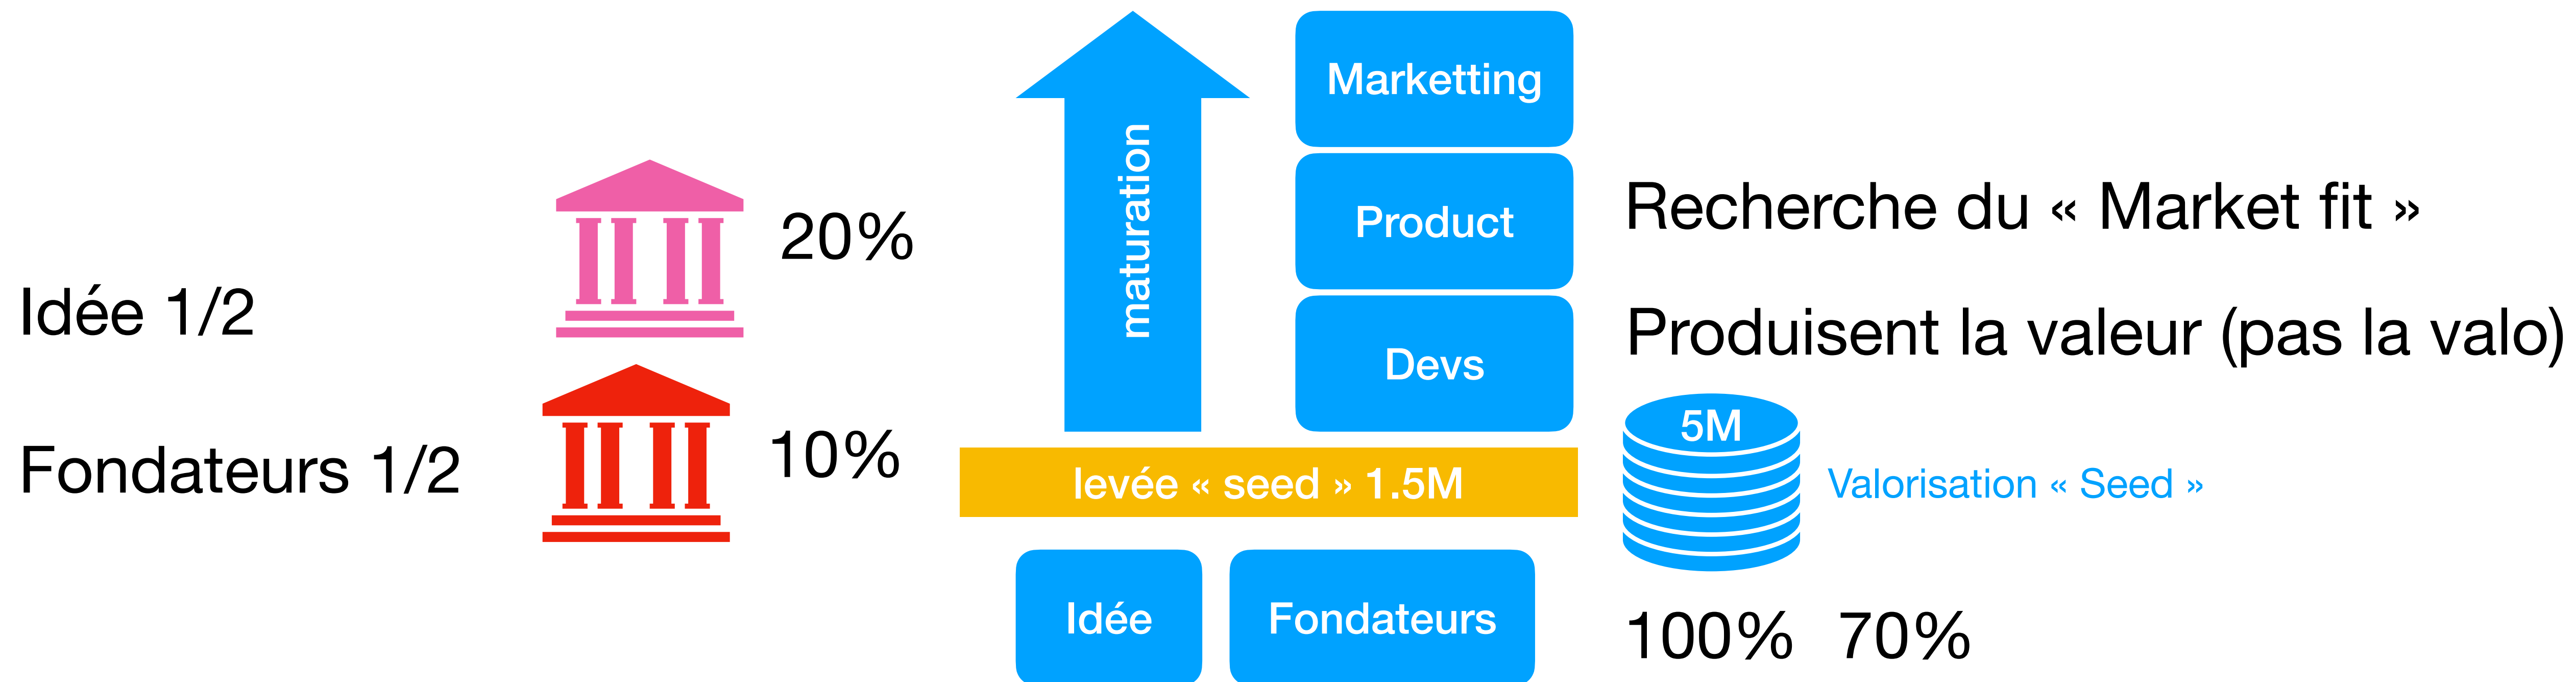 Idée 1/2
Fondateurs 1/2
20%
10%
maturation
Marketting
Product
Devs
levée « seed » 1.5M
Idée
Fondateurs
Recherche du « Market fit »
Produisent la valeur (pas la valo)
5M
Valorisation « Seed »
100% 70%